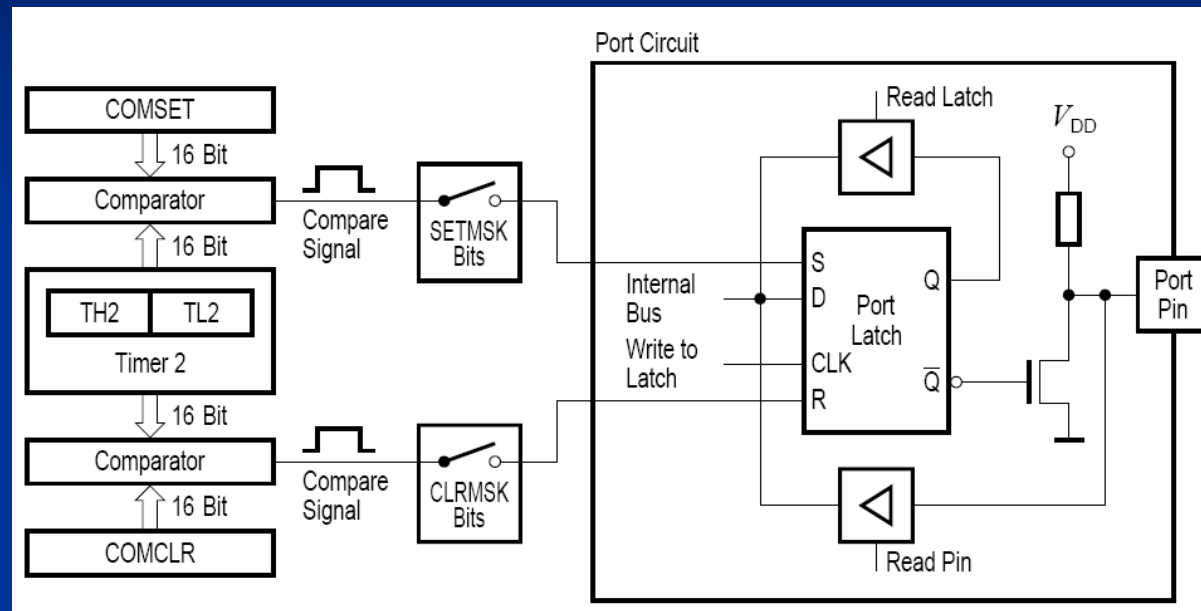 Port Circuit
COMSET
16 Bit
Comparator
16 Bit
TH2
TL2
Timer 2
16 Bit
Comparator
16 Bit
COMCLR
Compare
Signal
SETMSK
Bits
Compare
Signal
CLRMSK
Bits
Read Latch
VDD
Internal
Bus
Write to
Latch
S
D
CLK
R
Q
Port
Latch
Q̅
Port
Pin
Read Pin